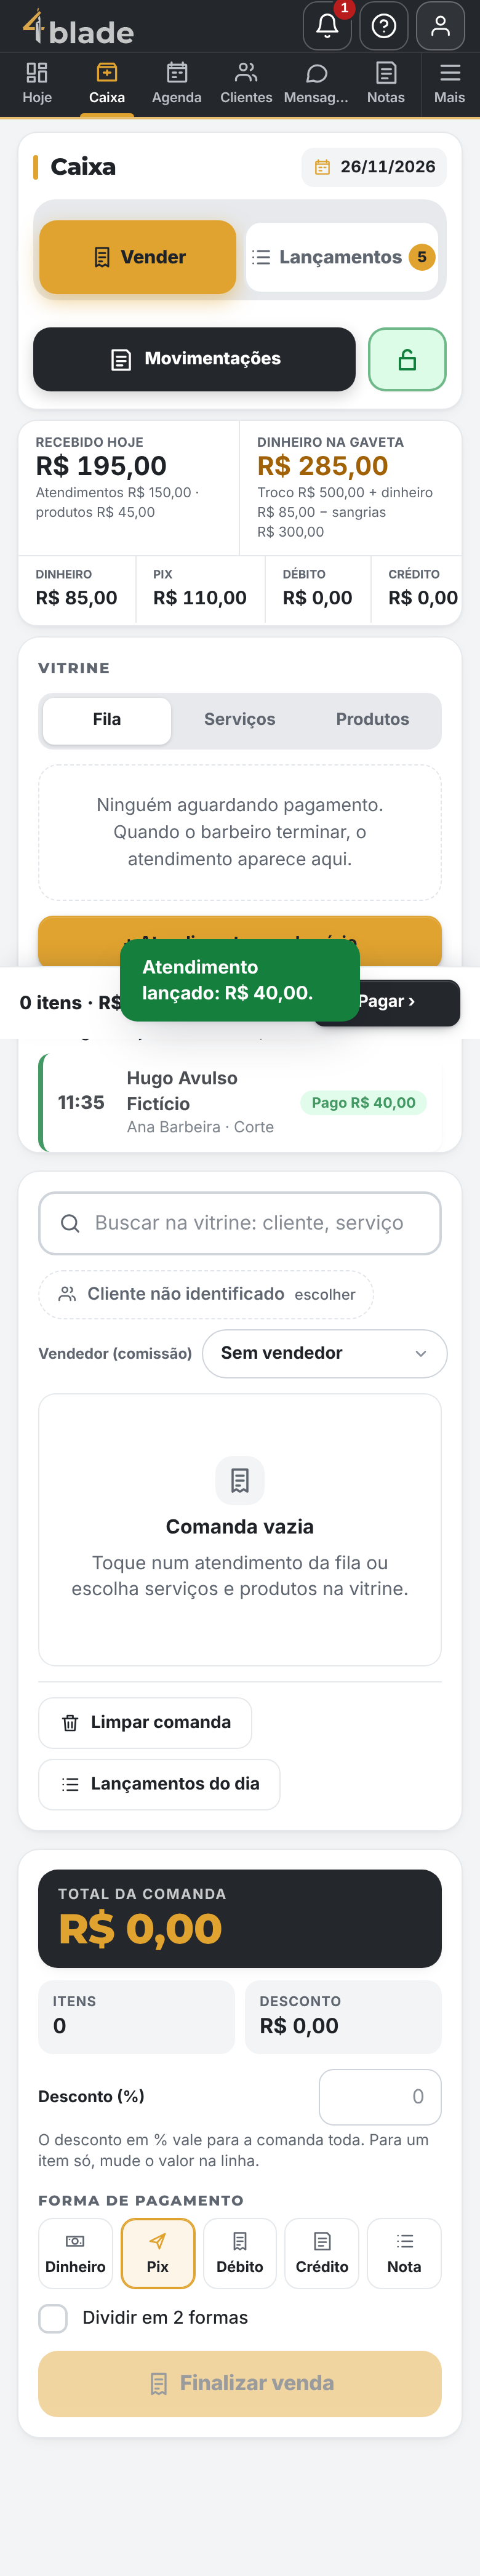 4blade
1
Hoje
Caixa
Agenda
Clientes
Mensag...
Notas
Mais
Caixa
26/11/2026
Vender
Lançamentos 5
Movimentações
RECEBIDO HOJE
R$ 195,00
Atendimentos R$ 150,00 ·
produtos R$ 45,00
DINHEIRO NA GAVETA
R$ 285,00
Troco R$ 500,00 + dinheiro
R$ 85,00 − sangrias
R$ 300,00
DINHEIRO
R$ 85,00
PIX
R$ 110,00
DÉBITO
R$ 0,00
CRÉDITO
R$ 0,00
VITRINE
Fila
Serviços
Produtos
Ninguém aguardando pagamento.
Quando o barbeiro terminar, o
atendimento aparece aqui.
Atendimento
lançado: R$ 40,00.
0 itens · R$
Pagar ›
11:35
Hugo Avulso
Fictício
Ana Barbeira · Corte
Pago R$ 40,00
Buscar na vitrine: cliente, serviço
Cliente não identificado escolher
Vendedor (comissão)
Sem vendedor
Comanda vazia
Toque num atendimento da fila ou
escolha serviços e produtos na vitrine.
Limpar comanda
Lançamentos do dia
TOTAL DA COMANDA
R$ 0,00
ITENS
0
DESCONTO
R$ 0,00
Desconto (%)
0
O desconto em % vale para a comanda toda. Para um
item só, mude o valor na linha.
FORMA DE PAGAMENTO
Dinheiro
Pix
Débito
Crédito
Nota
Dividir em 2 formas
Finalizar venda